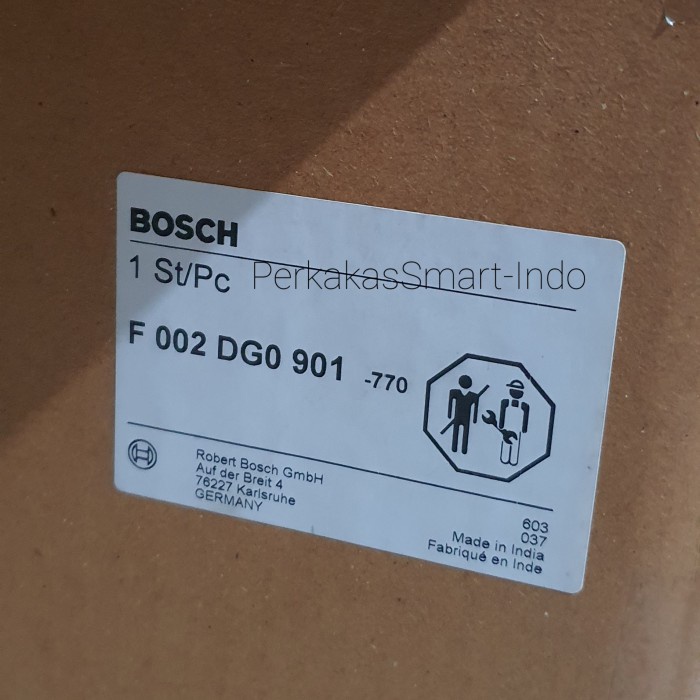 BOSCH
1 St/Pc
PerkakasSmart-Indo
F 002 DG0 901 -770
Robert Bosch GmbH
Auf der Breit 4
76227 Karlsruhe
GERMANY
603
037
Made in India
Fabriqué en Inde